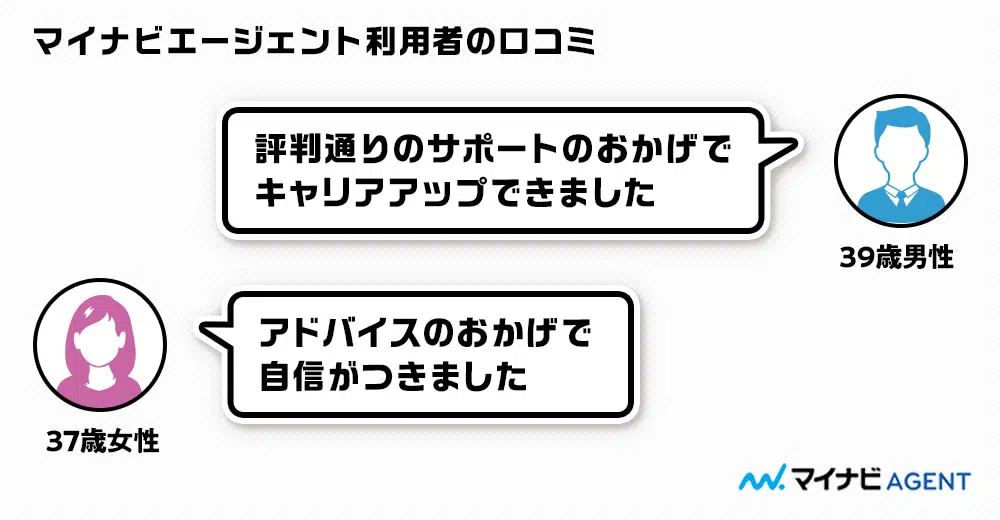 マイナビエージェント利用者の口コミ
評判通りのサポートのおかげで
キャリアアップできました
39歳男性
アドバイスのおかげで
自信がつきました
37歳女性
マイナビ AGENT